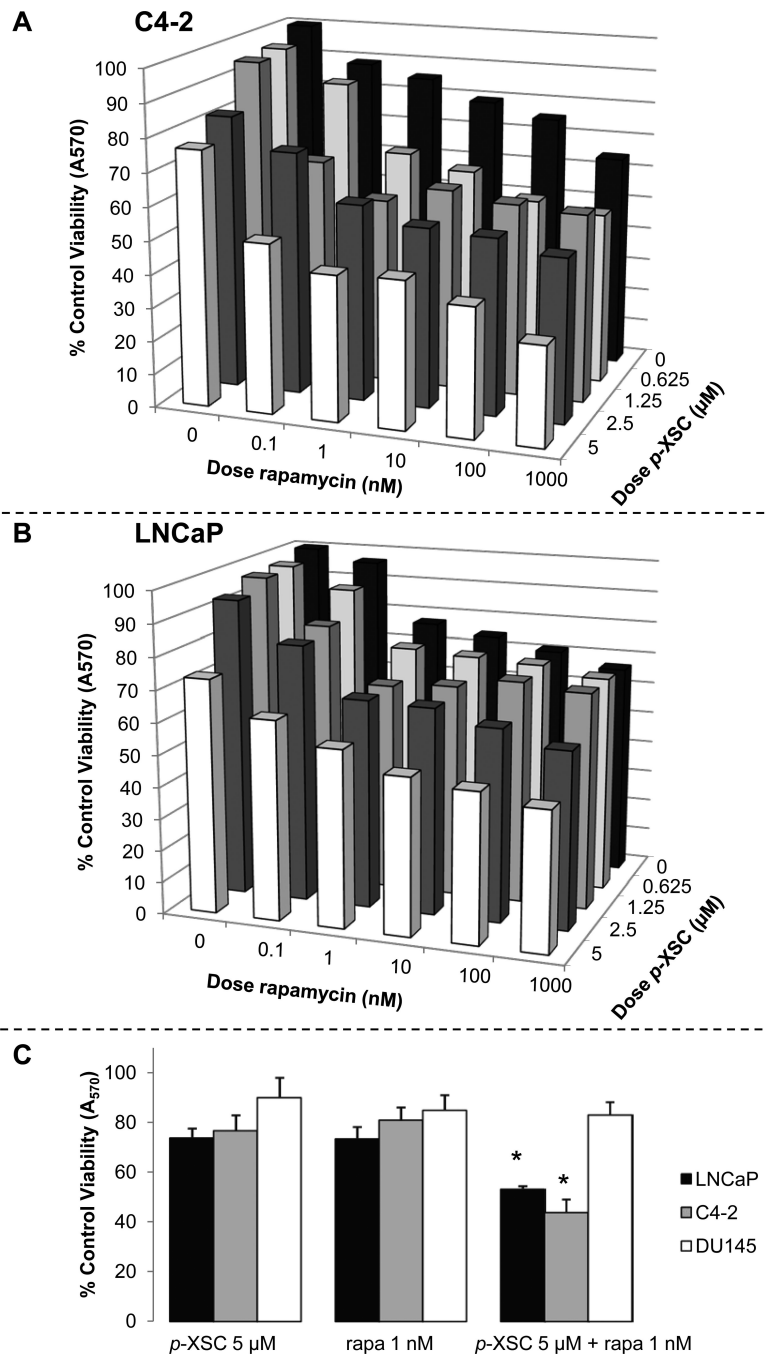 A
C4-2
% Control Viability (A570)
100
90
80
70
60
50
40
30
20
10
0
0
0.1
1
10
100
1000
Dose rapamycin (nM)
0
0.625
1.25
2.5
5
Dose p-XSC (μM)
B
LNCaP
% Control Viability (A570)
100
90
80
70
60
50
40
30
20
10
0
0
0.1
1
10
100
1000
Dose rapamycin (nM)
0
0.625
1.25
2.5
5
Dose p-XSC (μM)
C
% Control Viability (A570)
100
80
60
40
20
0
*
*
LNCaP
C4-2
DU145
p-XSC 5 μM
rapa 1 nM
p-XSC 5 μM + rapa 1 nM